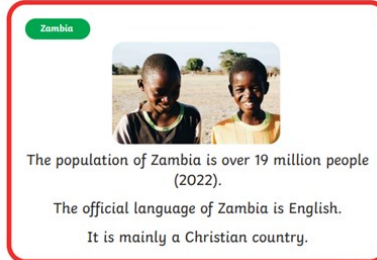 Zambia
The population of Zambia is over 19 million people
(2022).
The official language of Zambia is English.
It is mainly a Christian country.